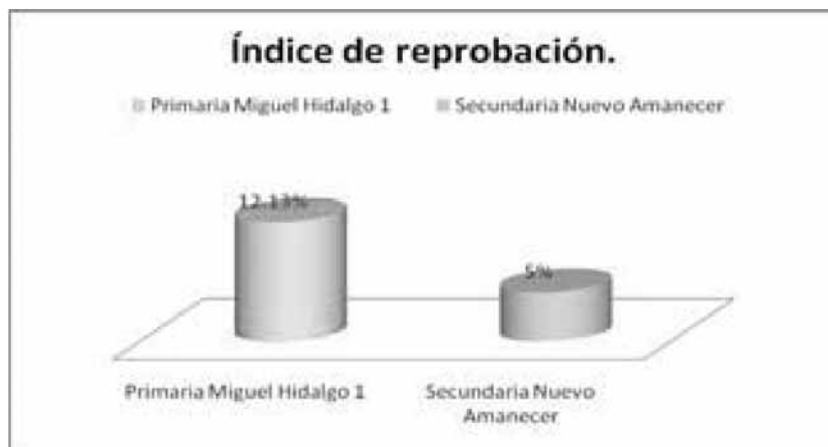 Índice de reprobación.
Primaria Miguel Hidalgo 1 Secundaria Nuevo Amanecer
12-13%
5%
Primaria Miguel Hidalgo 1
Secundaria Nuevo
Amanecer